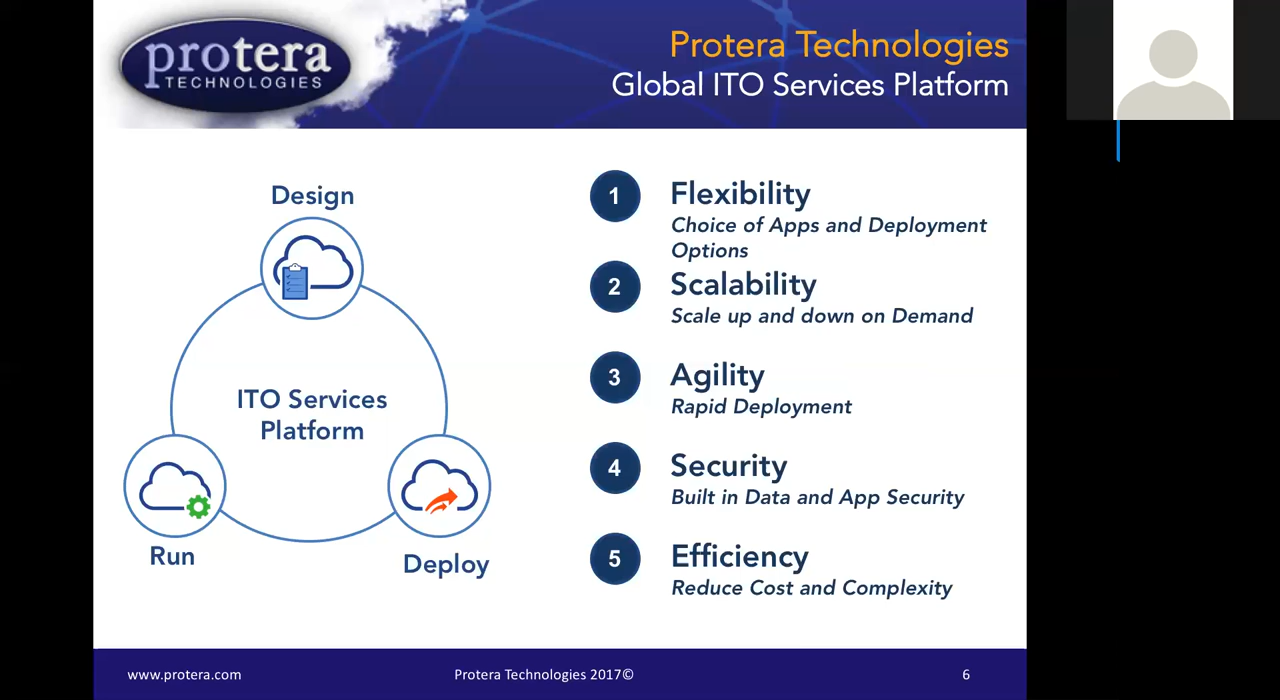 protera
TECHNOLOGIES
Protera Technologies
Global ITO Services Platform
Design
ITO Services
Platform
Run
Deploy
1
Flexibility
Choice of Apps and Deployment
Options
2
Scalability
Scale up and down on Demand
3
Agility
Rapid Deployment
4
Security
Built in Data and App Security
5
Efficiency
Reduce Cost and Complexity
www.protera.com
Protera Technologies 2017©
6